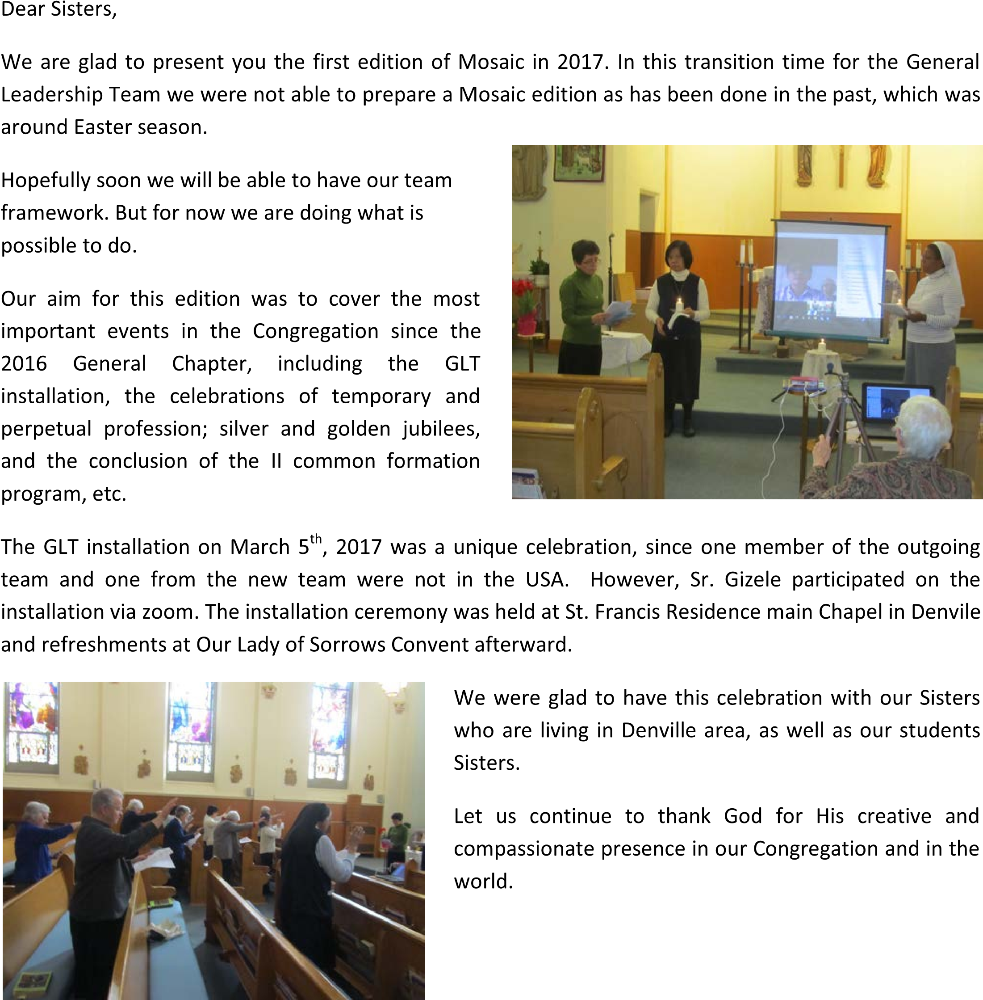 Dear Sisters,
We are glad to present you the first edition of Mosaic in 2017. In this transition time for the General
Leadership Team we were not able to prepare a Mosaic edition as has been done in the past, which was
around Easter season.
Hopefully soon we will be able to have our team
framework. But for now we are doing what is
possible to do.
Our aim for this edition was to cover the most
important events in the Congregation since the
2016 General Chapter, including the GLT
installation, the celebrations of temporary and
perpetual profession; silver and golden jubilees,
and the conclusion of the II common formation
program, etc.
The GLT installation on March 5th, 2017 was a unique celebration, since one member of the outgoing
team and one from the new team were not in the USA. However, Sr. Gizele participated on the
installation via zoom. The installation ceremony was held at St. Francis Residence main Chapel in Denvile
and refreshments at Our Lady of Sorrows Convent afterward.
We were glad to have this celebration with our Sisters
who are living in Denville area, as well as our students
Sisters.
Let us continue to thank God for His creative and
compassionate presence in our Congregation and in the
world.